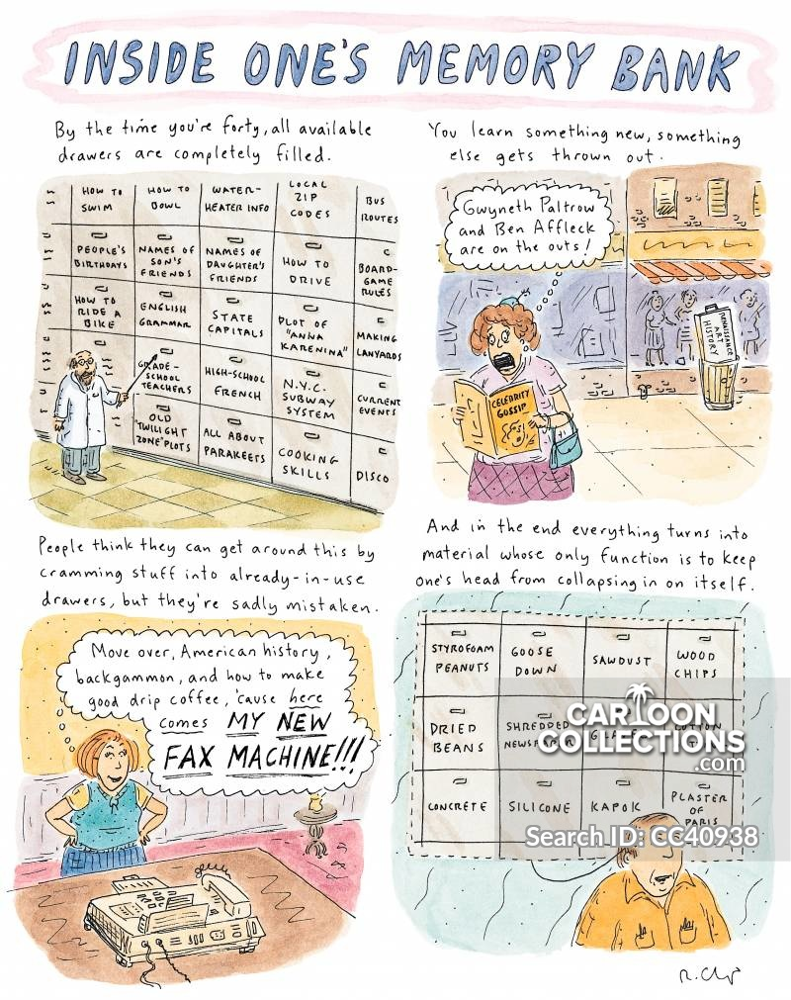 INSIDE ONE'S MEMORY BANK
By the time you're forty, all available
drawers are completely filled.
HOW TO
SWIM
HOW TO
BOWL
WATER-
HEATER INFO
LOCAL
ZIP
CODES
BUS
ROUTES
PEOPLE'S
BIRTHDAYS
NAMES OF
SON'S
FRIENDS
NAMES OF
DAUGHTER'S
FRIENDS
HOW TO
DRIVE
BOARD-
GAME
RULES
HOW TO
RIDE A
BIKE
ENGLISH
GRAMMAR
STATE
CAPITALS
PLOT OF
"ANNA
KARENINA"
MAKING
LANYARDS
GRADE-
SCHOOL
TEACHERS
HIGH-SCHOOL
FRENCH
N.Y.C.
SUBWAY
SYSTEM
CURRENT
EVENTS
OLD
"TWILIGHT
ZONE" PLOTS
ALL ABOUT
PARAKEETS
COOKING
SKILLS
DISCO
You learn something new, something
else gets thrown out.
Gwyneth Paltrow
and Ben Affleck
are on the outs!
CELEBRITY
GOSSIP
RENAISSANCE
ART
HISTORY
People think they can get around this by
cramming stuff into already-in-use
drawers, but they're sadly mistaken.
Move over, American history,
backgammon, and how to make
good drip coffee, 'cause here
comes MY NEW
FAX MACHINE!!!
And in the end everything turns into
material whose only function is to keep
one's head from collapsing in on itself.
STYROFOAM
PEANUTS
GOOSE
DOWN
SAWDUST
WOOD
CHIPS
DRIED
BEANS
SHREDDED
NEWSPAPER
CONCRETE
SILICONE
KAPOK
PLASTER
OF
PARIS
CARTOON
COLLECTIONS
.com
Search ID: CC40938
R. Chast